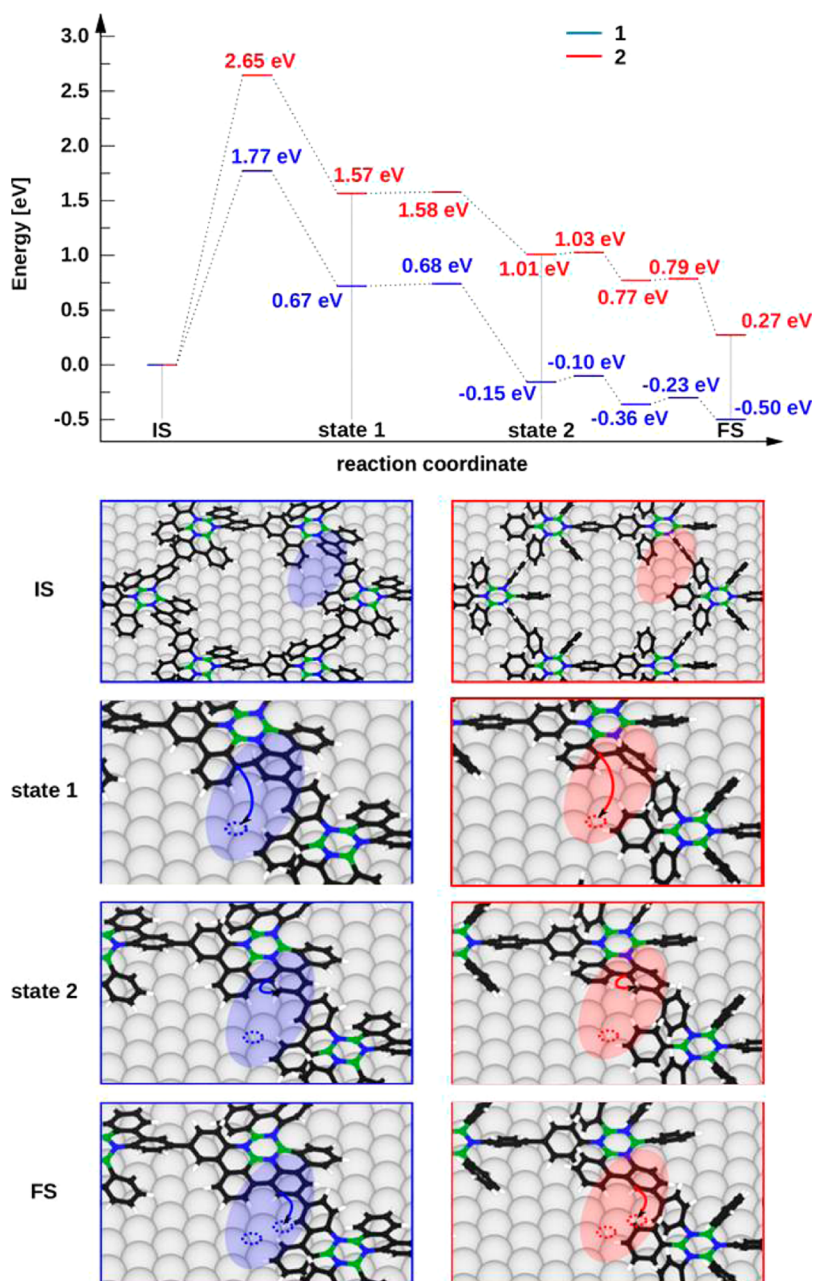 3.0
1
2
2.65 eV
2.5
2.0
1.77 eV
1.57 eV
1.5
1.58 eV
Energy [eV]
1.0
1.03 eV
1.01 eV
0.79 eV
0.77 eV
0.68 eV
0.67 eV
0.5
0.27 eV
0.0
-0.10 eV
-0.15 eV
-0.23 eV
-0.36 eV
-0.50 eV
-0.5
IS
state 1
state 2
FS
reaction coordinate
IS
state 1
state 2
FS